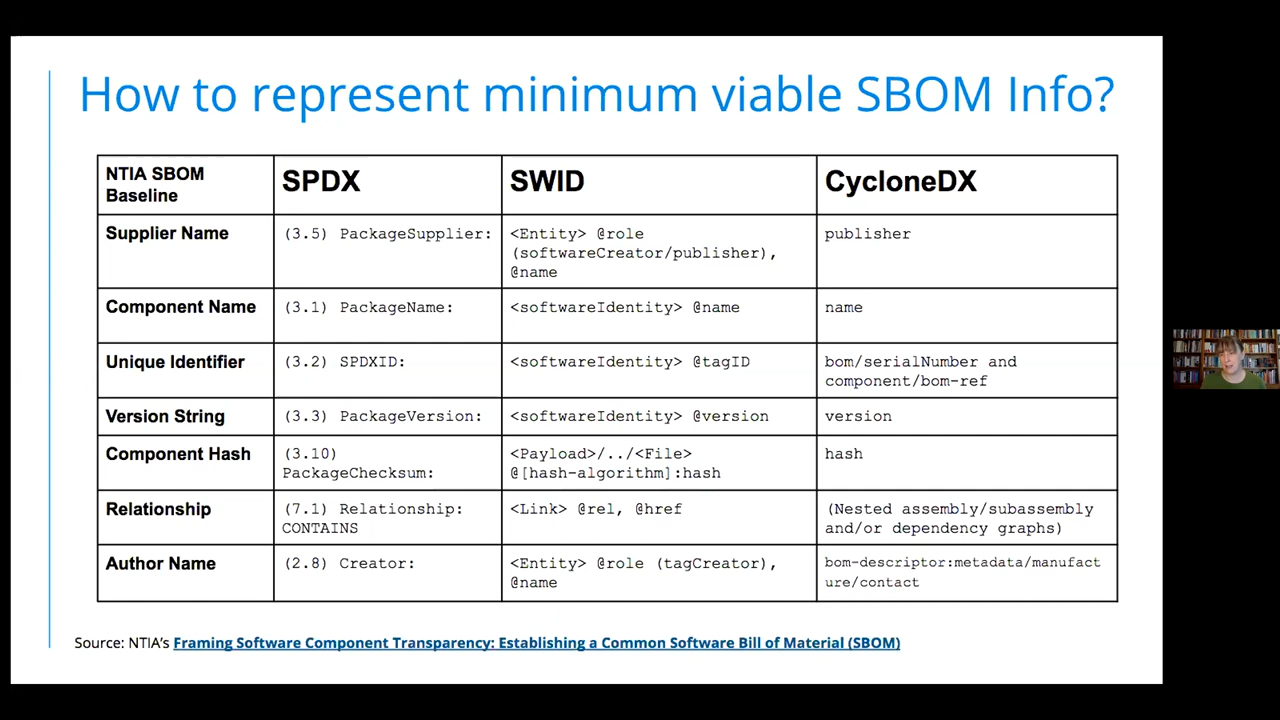 How to represent minimum viable SBOM Info?
NTIA SBOM
Baseline
SPDX
SWID
CycloneDX
Supplier Name
(3.5) PackageSupplier:
<Entity> @role
(softwareCreator/publisher),
@name
publisher
Component Name
(3.1) PackageName:
<softwareIdentity> @name
name
Unique Identifier
(3.2) SPDXID:
<softwareIdentity> @tagID
bom/serialNumber and
component/bom-ref
Version String
(3.3) PackageVersion:
<softwareIdentity> @version
version
Component Hash
(3.10)
PackageChecksum:
<Payload>/../<File>
@[hash-algorithm]:hash
hash
Relationship
(7.1) Relationship:
CONTAINS
<Link> @rel, @href
(Nested assembly/subassembly
and/or dependency graphs)
Author Name
(2.8) Creator:
<Entity> @role (tagCreator),
@name
bom-descriptor:metadata/manufact
ure/contact
Source: NTIA's Framing Software Component Transparency: Establishing a Common Software Bill of Material (SBOM)